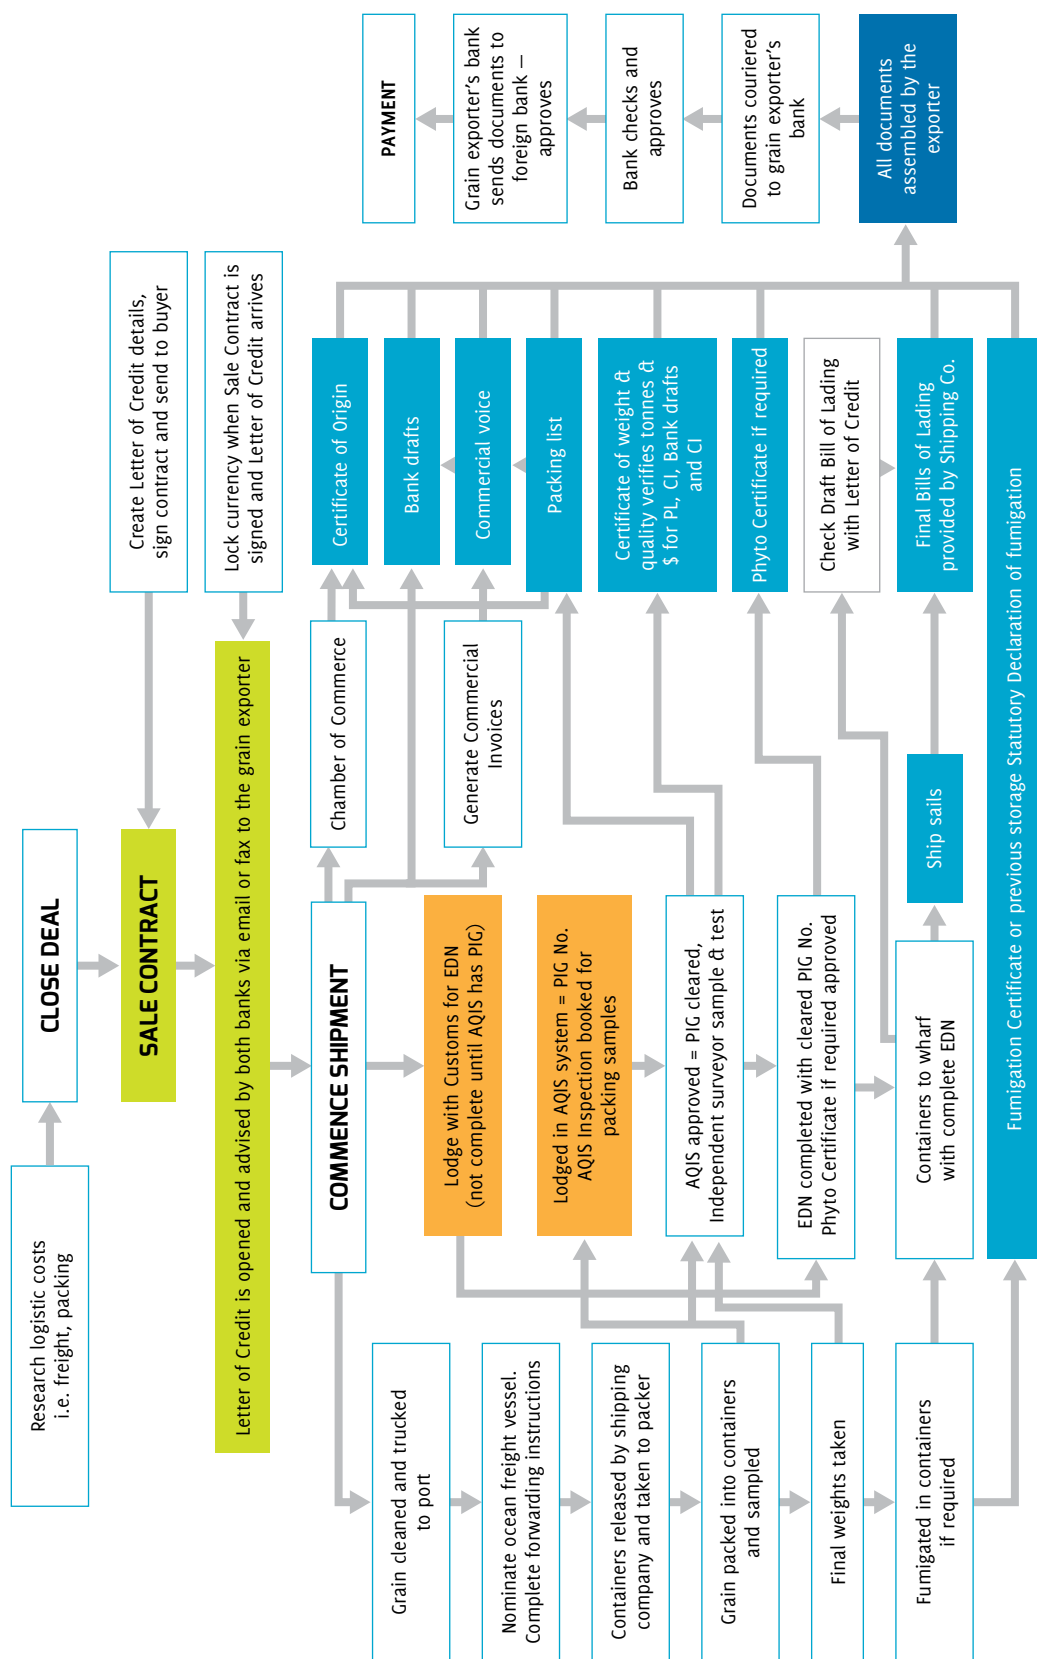 Research logistic costs
i.e. freight, packing
CLOSE DEAL
Create Letter of Credit details,
sign contract and send to buyer
SALE CONTRACT
Lock currency when Sale Contract is
signed and Letter of Credit arrives
Letter of Credit is opened and advised by both banks via email or fax to the grain exporter
COMMENCE SHIPMENT
Grain cleaned and trucked
to port
Nominate ocean freight vessel.
Complete forwarding instructions
Containers released by shipping
company and taken to packer
Grain packed into containers
and sampled
Final weights taken
Fumigated in containers
if required
Lodge with Customs for EDN
(not complete until AQIS has PIG)
Lodged in AQIS system = PIG No.
AQIS Inspection booked for
packing samples
AQIS approved = PIG cleared,
Independent surveyor sample & test
EDN completed with cleared PIG No.
Phyto Certificate if required approved
Containers to wharf
with complete EDN
Chamber of Commerce
Generate Commercial
Invoices
Ship sails
Certificate of Origin
Bank drafts
Commercial voice
Packing list
Certificate of weight &
quality verifies tonnes &
$ for PL, CI, Bank drafts
and CI
Phyto Certificate if required
Check Draft Bill of Lading
with Letter of Credit
Final Bills of Lading
provided by Shipping Co.
Fumigation Certificate or previous storage Statutory Declaration of fumigation
All documents
assembled by the
exporter
Documents couriered
to grain exporter's
bank
Bank checks and
approves
Grain exporter's bank
sends documents to
foreign bank –
approves
PAYMENT